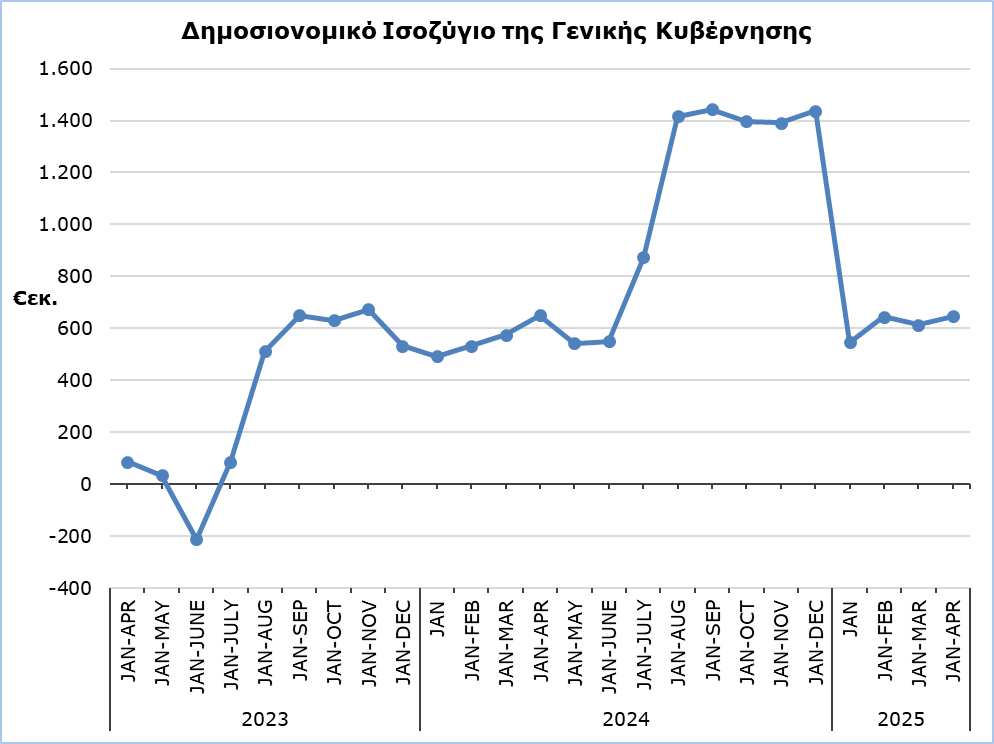 Δημοσιονομικό Ισοζύγιο της Γενικής Κυβέρνησης
1.600
1.400
1.200
1.000
800
€εκ.
600
400
200
0
-200
-400
JAN-APR
JAN-MAY
JAN-JUNE
JAN-JULY
JAN-AUG
JAN-SEP
JAN-OCT
JAN-NOV
JAN-DEC
JAN
JAN-FEB
JAN-MAR
JAN-APR
JAN-MAY
JAN-JUNE
JAN-JULY
JAN-AUG
JAN-SEP
JAN-OCT
JAN-NOV
JAN-DEC
JAN
JAN-FEB
JAN-MAR
JAN-APR
2023
2024
2025